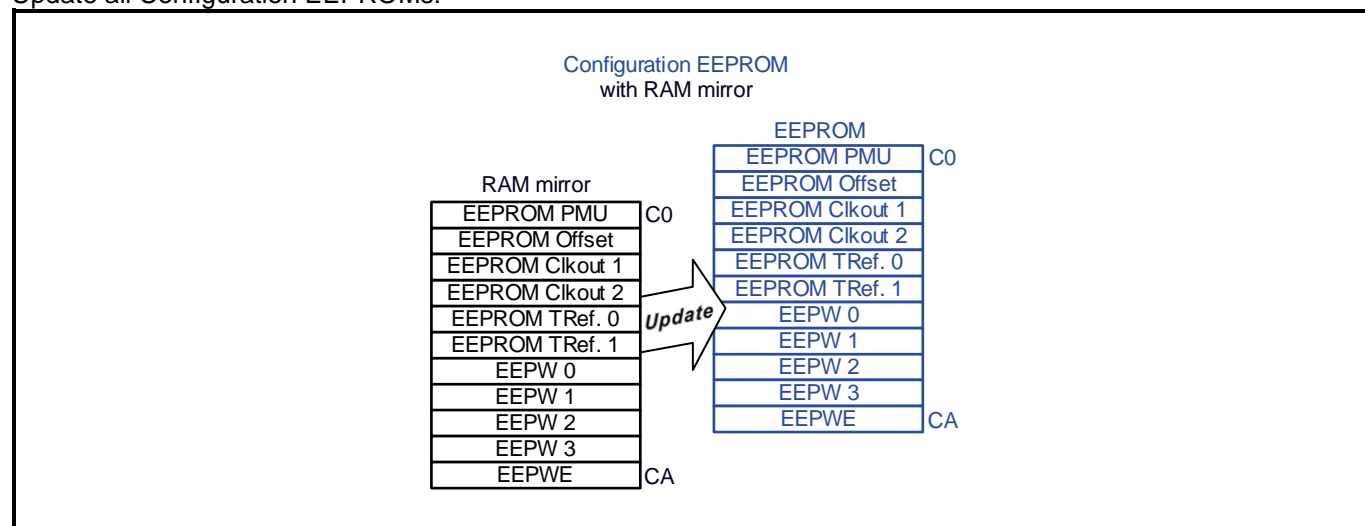 Update all Configuration EEPROMs.
Configuration EEPROM
with RAM mirror
EEPROM
EEPROM PMU C0
EEPROM Offset
EEPROM Clkout 1
EEPROM Clkout 2
EEPROM TRef. 0
EEPROM TRef. 1
EEPW 0
EEPW 1
EEPW 2
EEPW 3
EEPWE CA
RAM mirror
EEPROM PMU C0
EEPROM Offset
EEPROM Clkout 1
EEPROM Clkout 2
EEPROM TRef. 0
EEPROM TRef. 1
EEPW 0
EEPW 1
EEPW 2
EEPW 3
EEPWE CA
Update